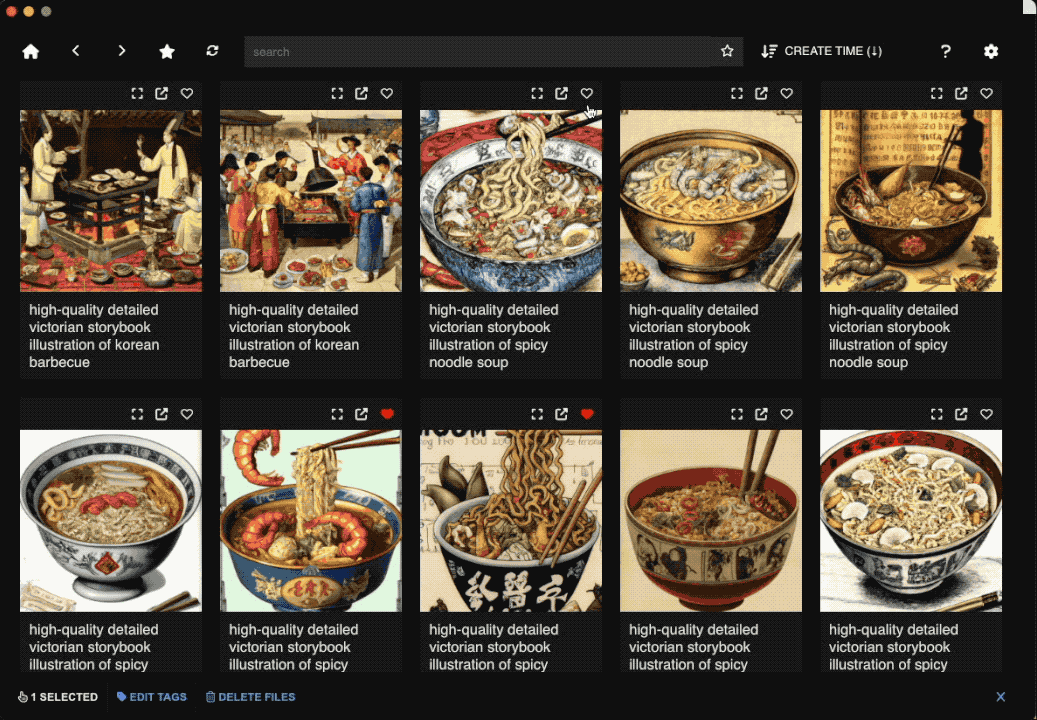 search
CREATE TIME (↓)
?
high-quality detailed
victorian storybook
illustration of korean
barbecue
high-quality detailed
victorian storybook
illustration of korean
barbecue
high-quality detailed
victorian storybook
illustration of spicy
noodle soup
high-quality detailed
victorian storybook
illustration of spicy
noodle soup
high-quality detailed
victorian storybook
illustration of spicy
noodle soup
high-quality detailed
victorian storybook
illustration of spicy
high-quality detailed
victorian storybook
illustration of spicy
high-quality detailed
victorian storybook
illustration of spicy
high-quality detailed
victorian storybook
illustration of spicy
high-quality detailed
victorian storybook
illustration of spicy
1 SELECTED
EDIT TAGS
DELETE FILES
X